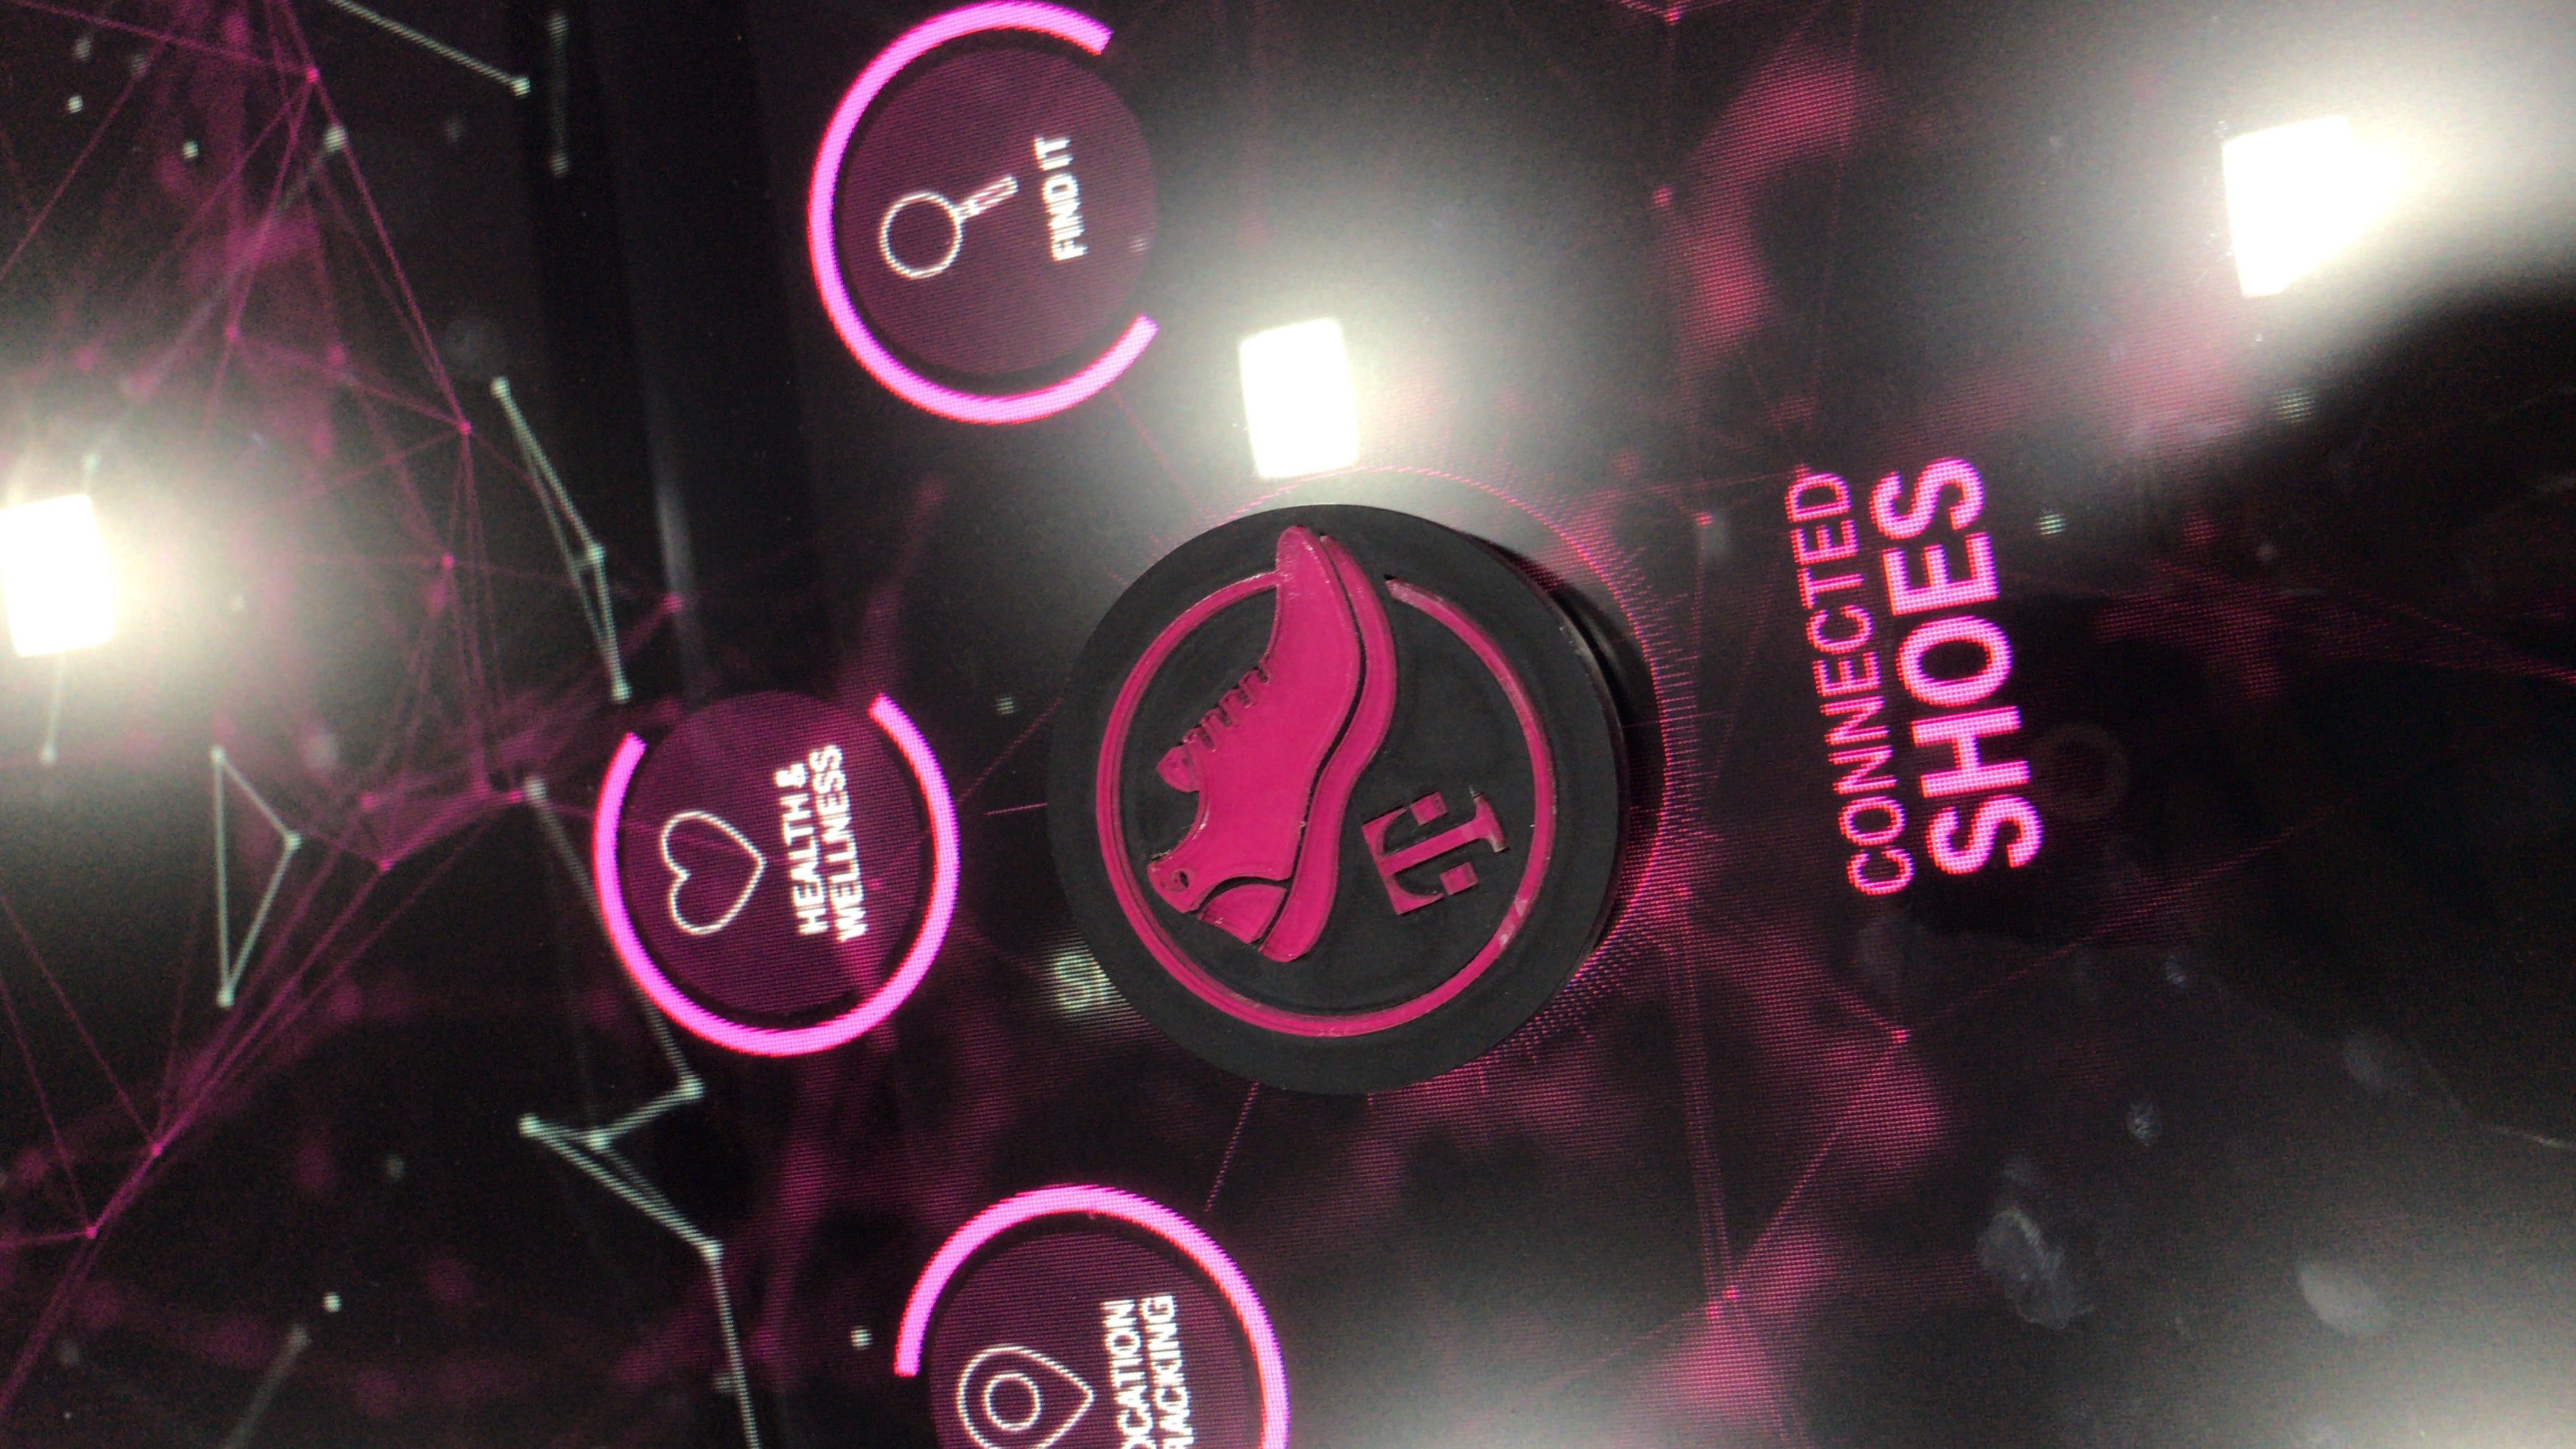 HEALTH &
WELLNESS
FIND IT
OCATION
RACKING
S
T
CONNECTED
SHOES